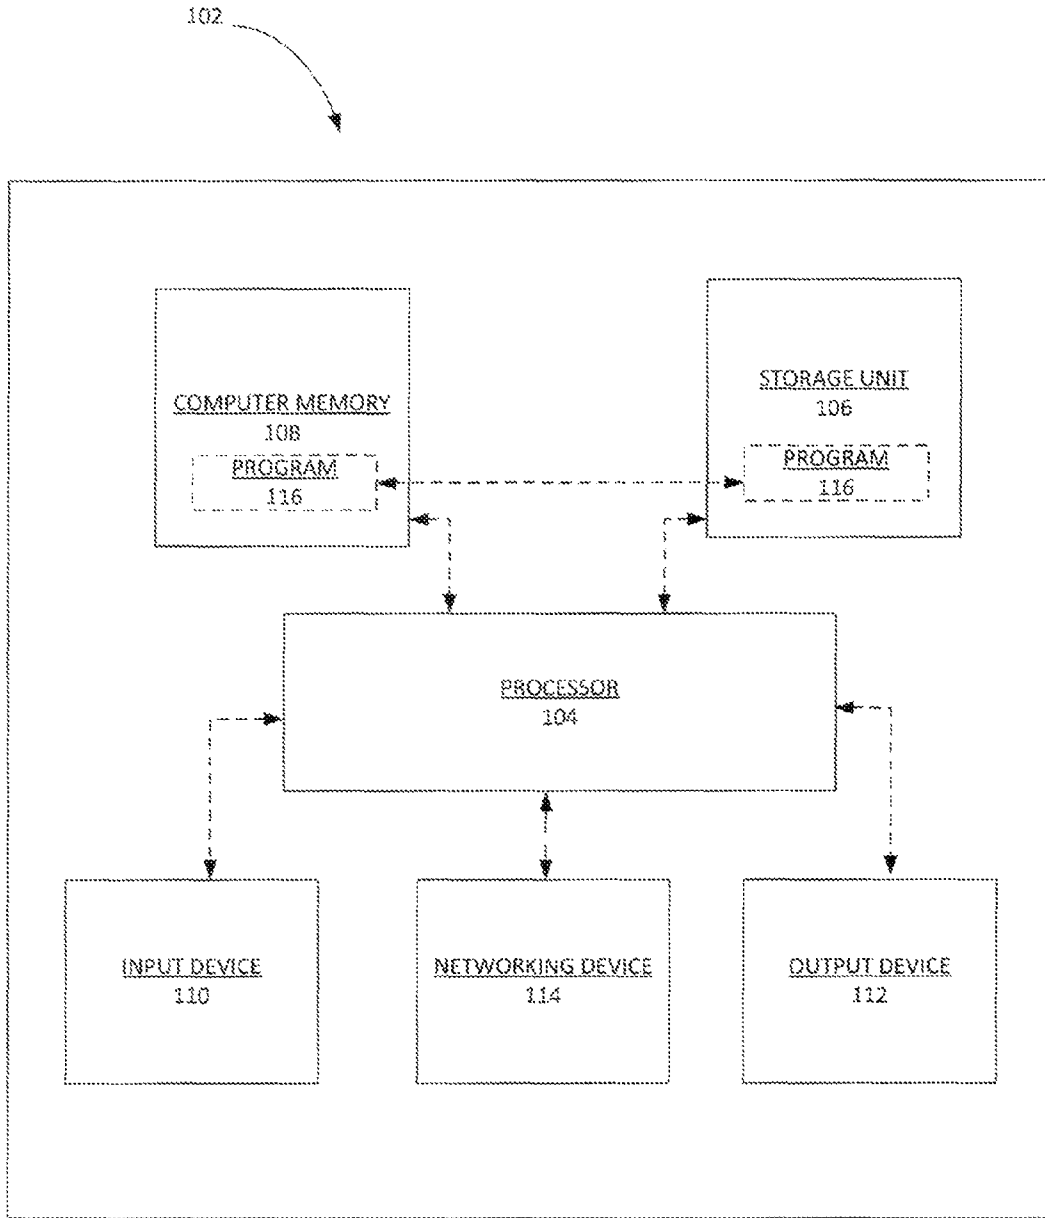 102
COMPUTER MEMORY
108
PROGRAM
116
STORAGE UNIT
106
PROGRAM
116
PROCESSOR
104
INPUT DEVICE
110
NETWORKING DEVICE
114
OUTPUT DEVICE
112